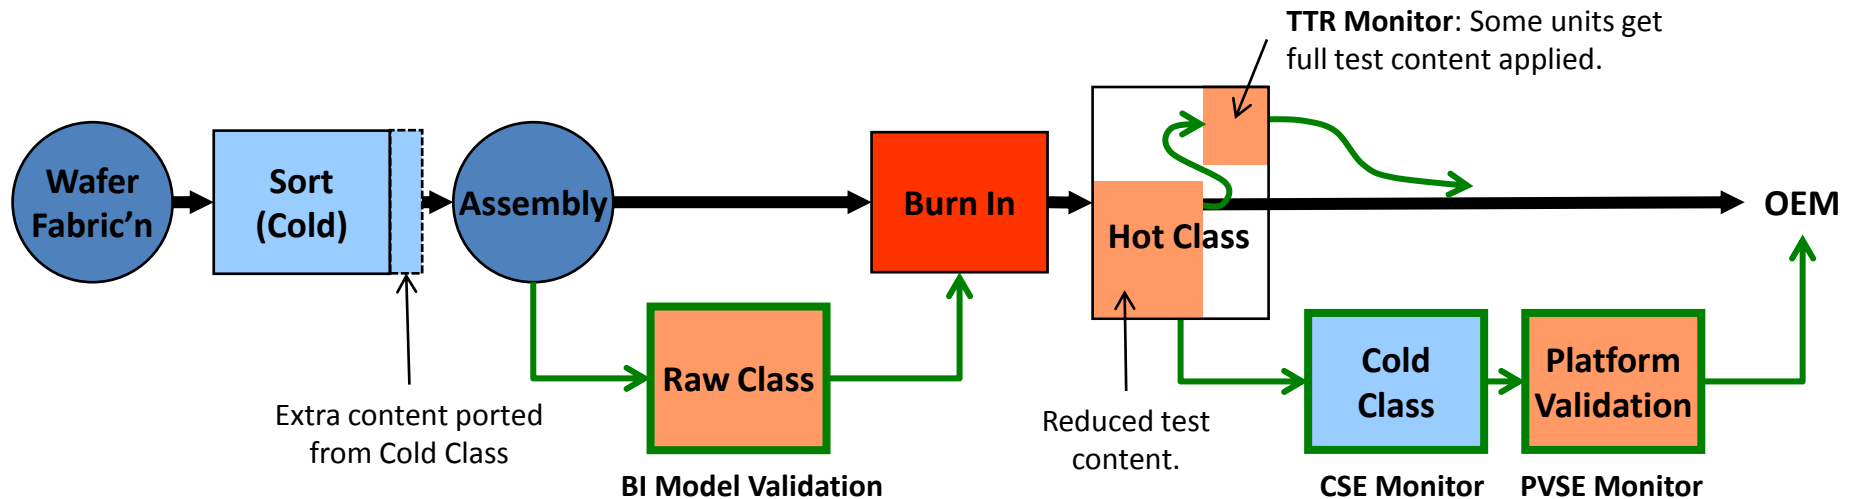 TTR Monitor: Some units get
full test content applied.
Wafer
Fabric’n
Sort
(Cold)
Assembly
Burn In
Hot Class
OEM
Raw Class
Cold
Class
Platform
Validation
Extra content ported
from Cold Class
Reduced test
content.
BI Model Validation
CSE Monitor
PVSE Monitor